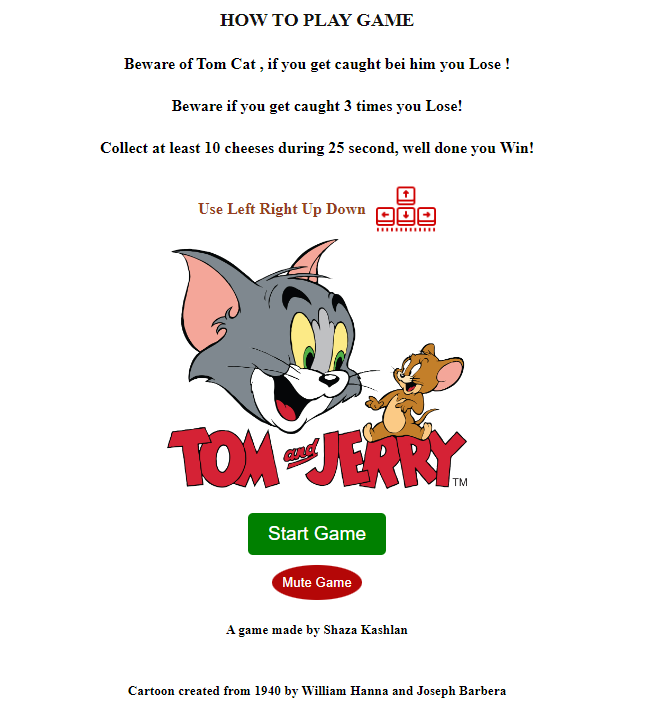 HOW TO PLAY GAME
Beware of Tom Cat , if you get caught bei him you Lose !
Beware if you get caught 3 times you Lose!
Collect at least 10 cheeses during 25 second, well done you Win!
Use Left Right Up Down
TOM and JERRY TM
Start Game
Mute Game
A game made by Shaza Kashlan
Cartoon created from 1940 by William Hanna and Joseph Barbera